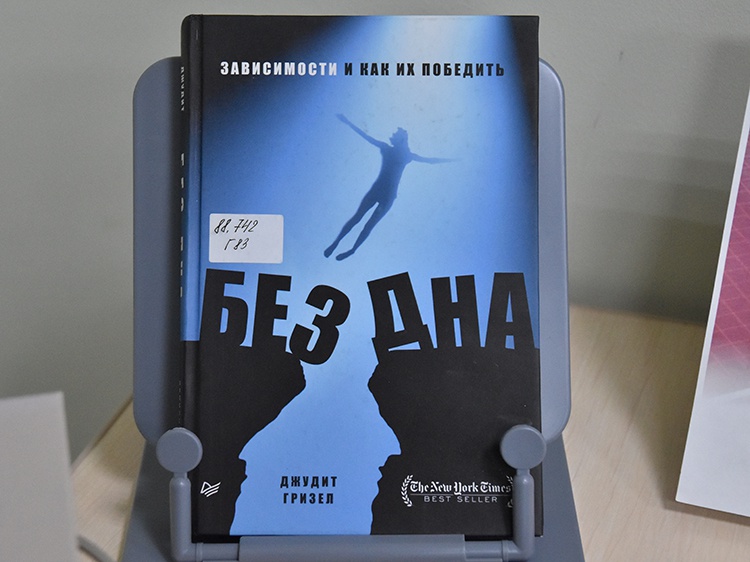 ЗАВИСИМОСТИ И КАК ИХ ПОБЕДИТЬ
88.742
Г83
БЕЗ ДНА
ДЖУДИТ
ГРИЗЕЛ
The New York Times
BEST SELLER